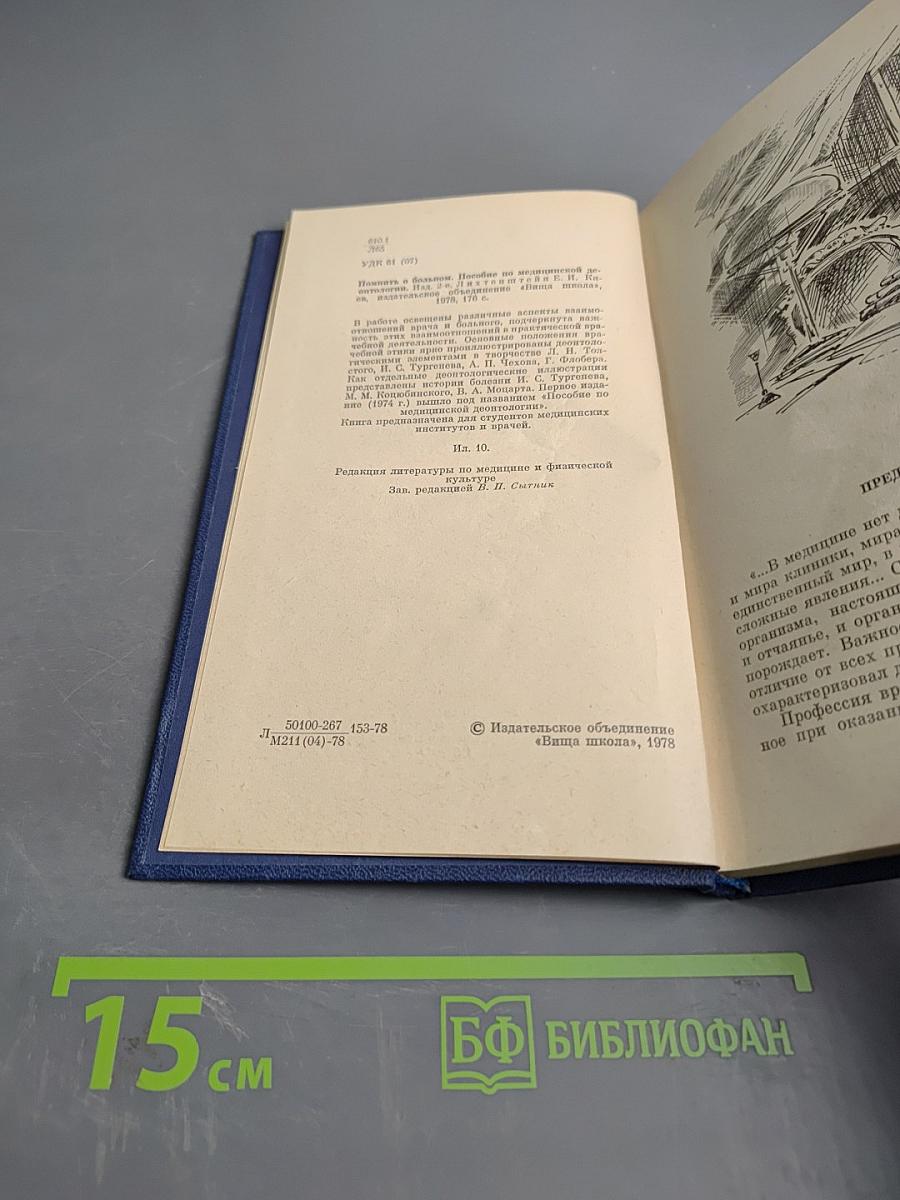 610.1
Л65
УДК 61 (07)
Помнить о больном. Пособие по медицинской де-
онтологии. Изд. 2-е. Лихтенштейн Е. И. Ки-
ев, издательское объединение «Вища школа»,
1978, 176 с.
В работе освещены различные аспекты взаимо-
отношений врача и больного, подчеркнута важ-
ность этих взаимоотношений в практической вра-
чебной деятельности. Основные положения вра-
чебной этики ярко проиллюстрированы деонтоло-
гическими элементами в творчестве Л. Н. Тол-
стого, И. С. Тургенева, А. П. Чехова, Г. Флобера.
Как отдельные деонтологические иллюстрации
представлены истории болезни И. С. Тургенева,
М. М. Коцюбинского, В. А. Моцарта. Первое изда-
ние (1974 г.) вышло под названием «Пособие по
медицинской деонтологии».
Книга предназначена для студентов медицинских
институтов и врачей.
Ил. 10.
Редакция литературы по медицине и физической
культуре
Зав. редакцией В. П. Сытник
Л 50100-267 153-78
М211(04)-78
© Издательское объединение
«Вища школа», 1978
ПРЕД
«...В медицине нет
и мира клиники, мира
единственный мир, в
сложные явления... С
организма, настоящ
и отчаянье, и орган
порождает. Важнос
отличие от всех пр
охарактеризовал д
Профессия вр
ное при оказан
15 см
БФ БИБЛИОФАН